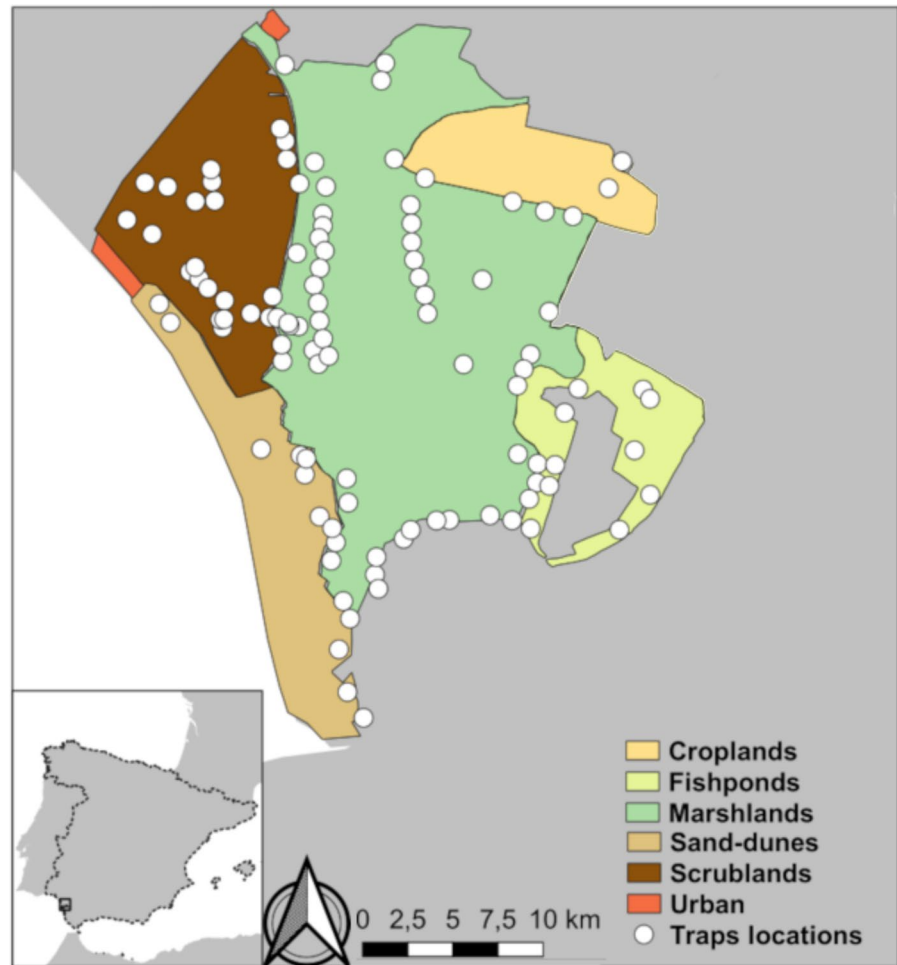 Croplands
Fishponds
Marshlands
Sand-dunes
Scrublands
Urban
Traps locations
0 2,5 5 7,5 10 km